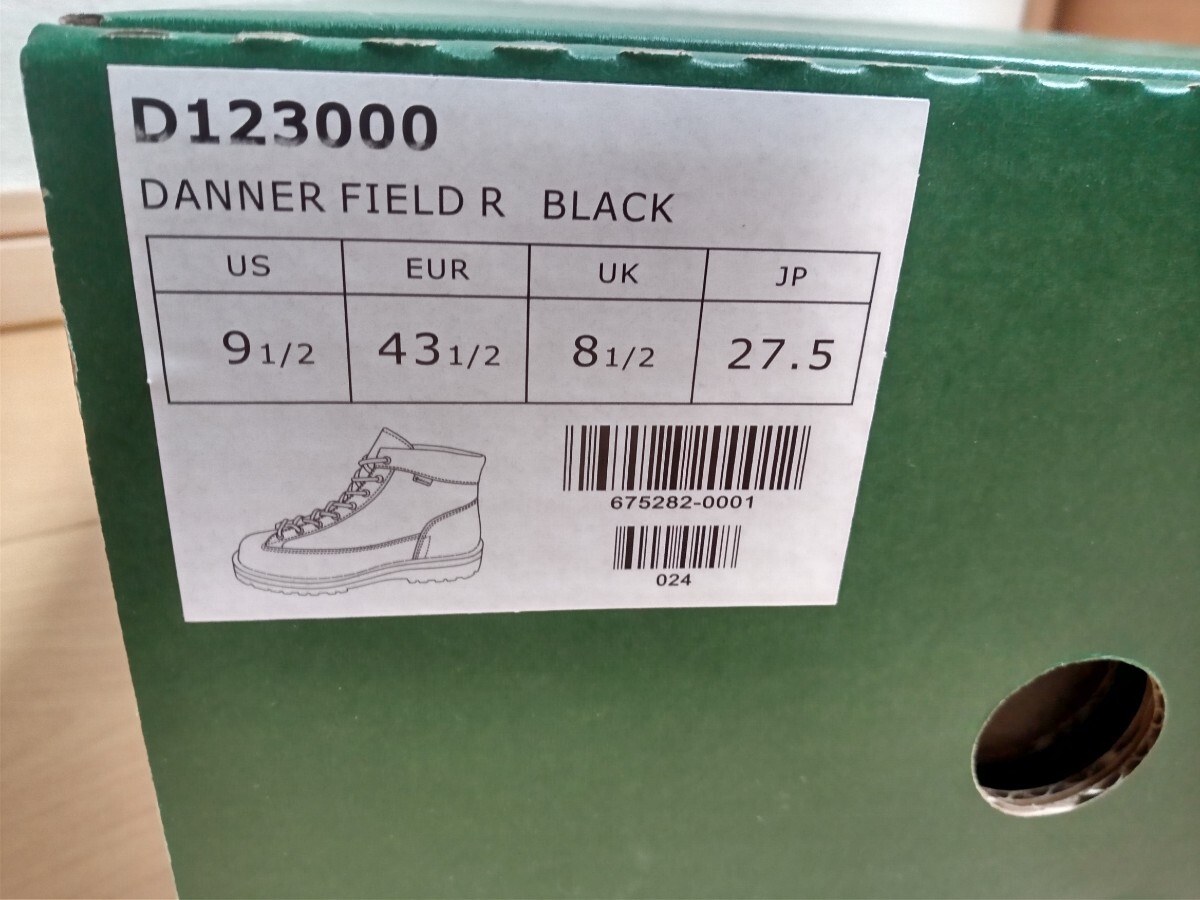 D123000
DANNER FIELD R BLACK
US EUR UK JP
9 1/2 43 1/2 8 1/2 27.5
675282-0001
024